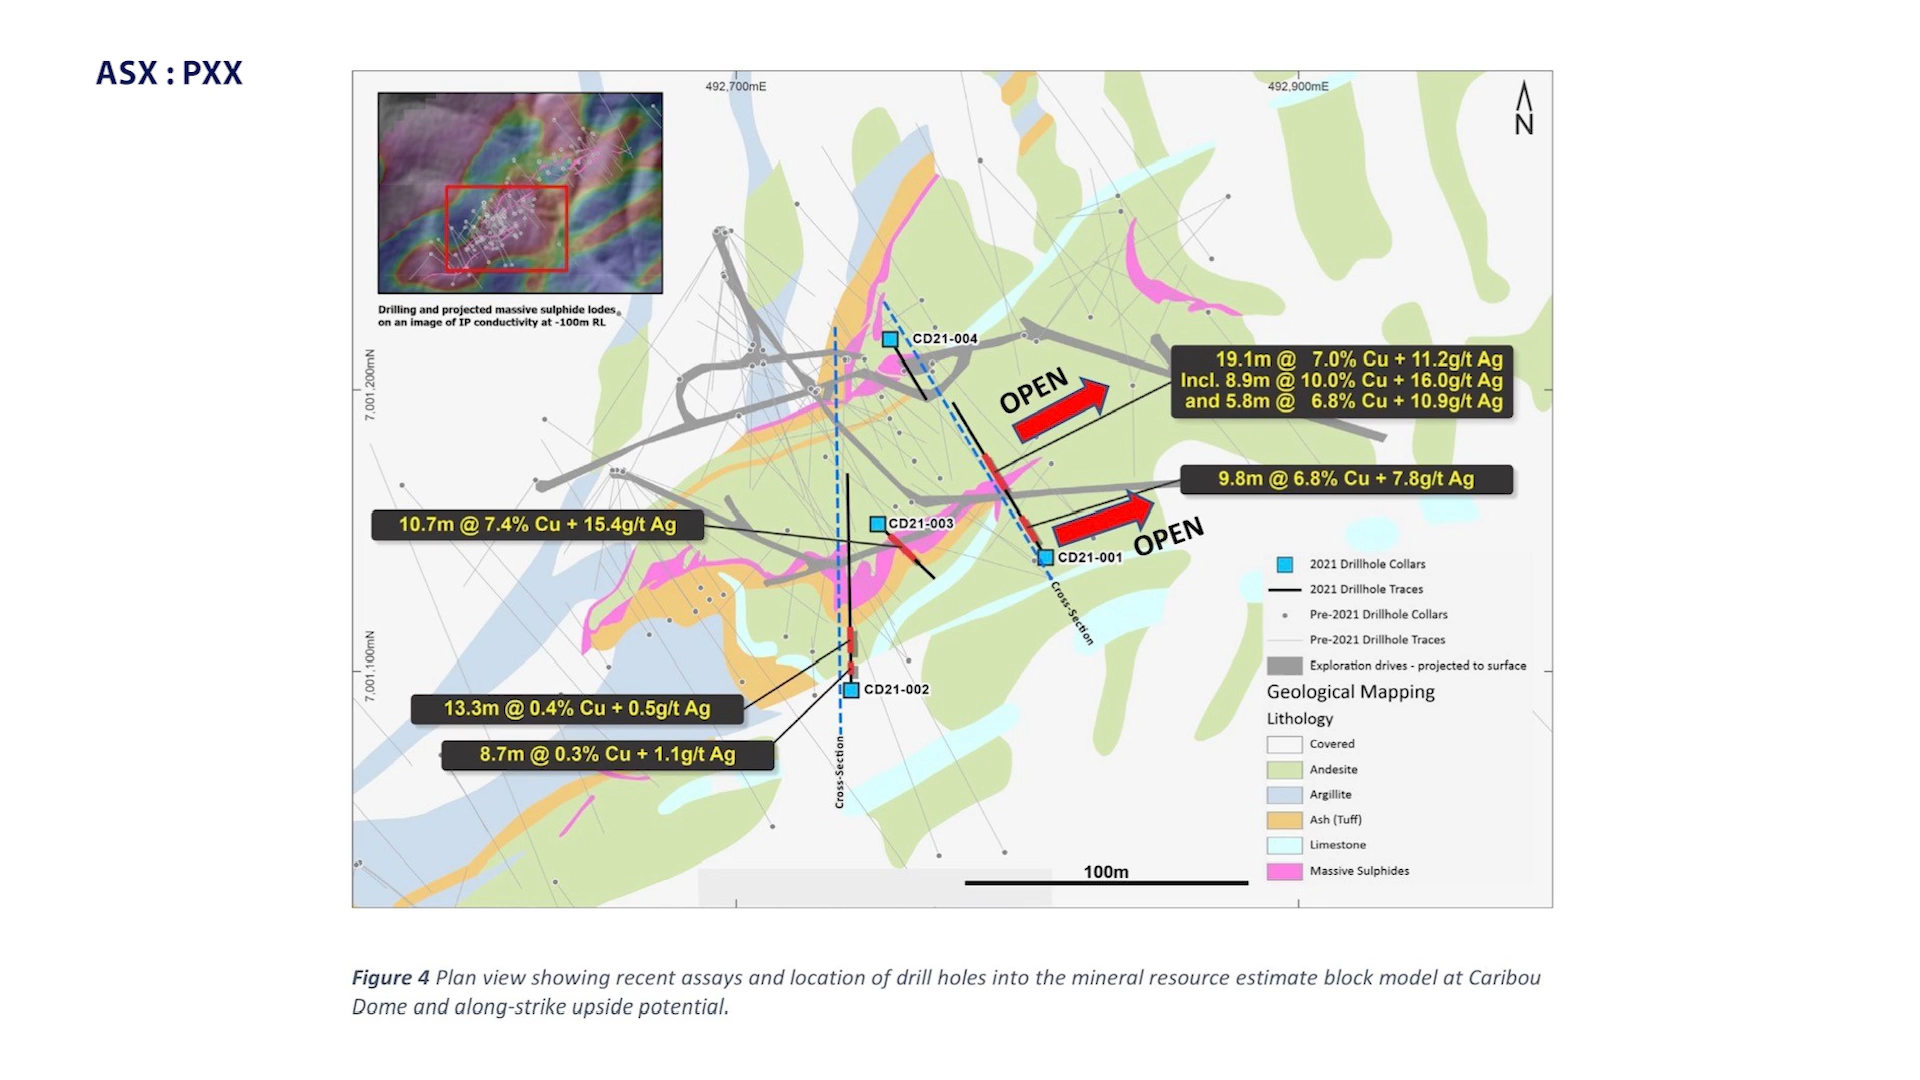 ASX : PXX
492,700mE
492,900mE
N
Drilling and projected massive sulphide lodes
on an image of IP conductivity at -100m RL
7,001,200mN
7,001,100mN
CD21-004
OPEN
19.1m @ 7.0% Cu + 11.2g/t Ag
Incl. 8.9m @ 10.0% Cu + 16.0g/t Ag
and 5.8m @ 6.8% Cu + 10.9g/t Ag
9.8m @ 6.8% Cu + 7.8g/t Ag
10.7m @ 7.4% Cu + 15.4g/t Ag
CD21-003
OPEN
CD21-001
Cross-Section
CD21-002
13.3m @ 0.4% Cu + 0.5g/t Ag
8.7m @ 0.3% Cu + 1.1g/t Ag
Cross-Section
2021 Drillhole Collars
2021 Drillhole Traces
Pre-2021 Drillhole Collars
Pre-2021 Drillhole Traces
Exploration drives - projected to surface
Geological Mapping
Lithology
Covered
Andesite
Argillite
Ash (Tuff)
Limestone
Massive Sulphides
100m
Figure 4 Plan view showing recent assays and location of drill holes into the mineral resource estimate block model at Caribou
Dome and along-strike upside potential.